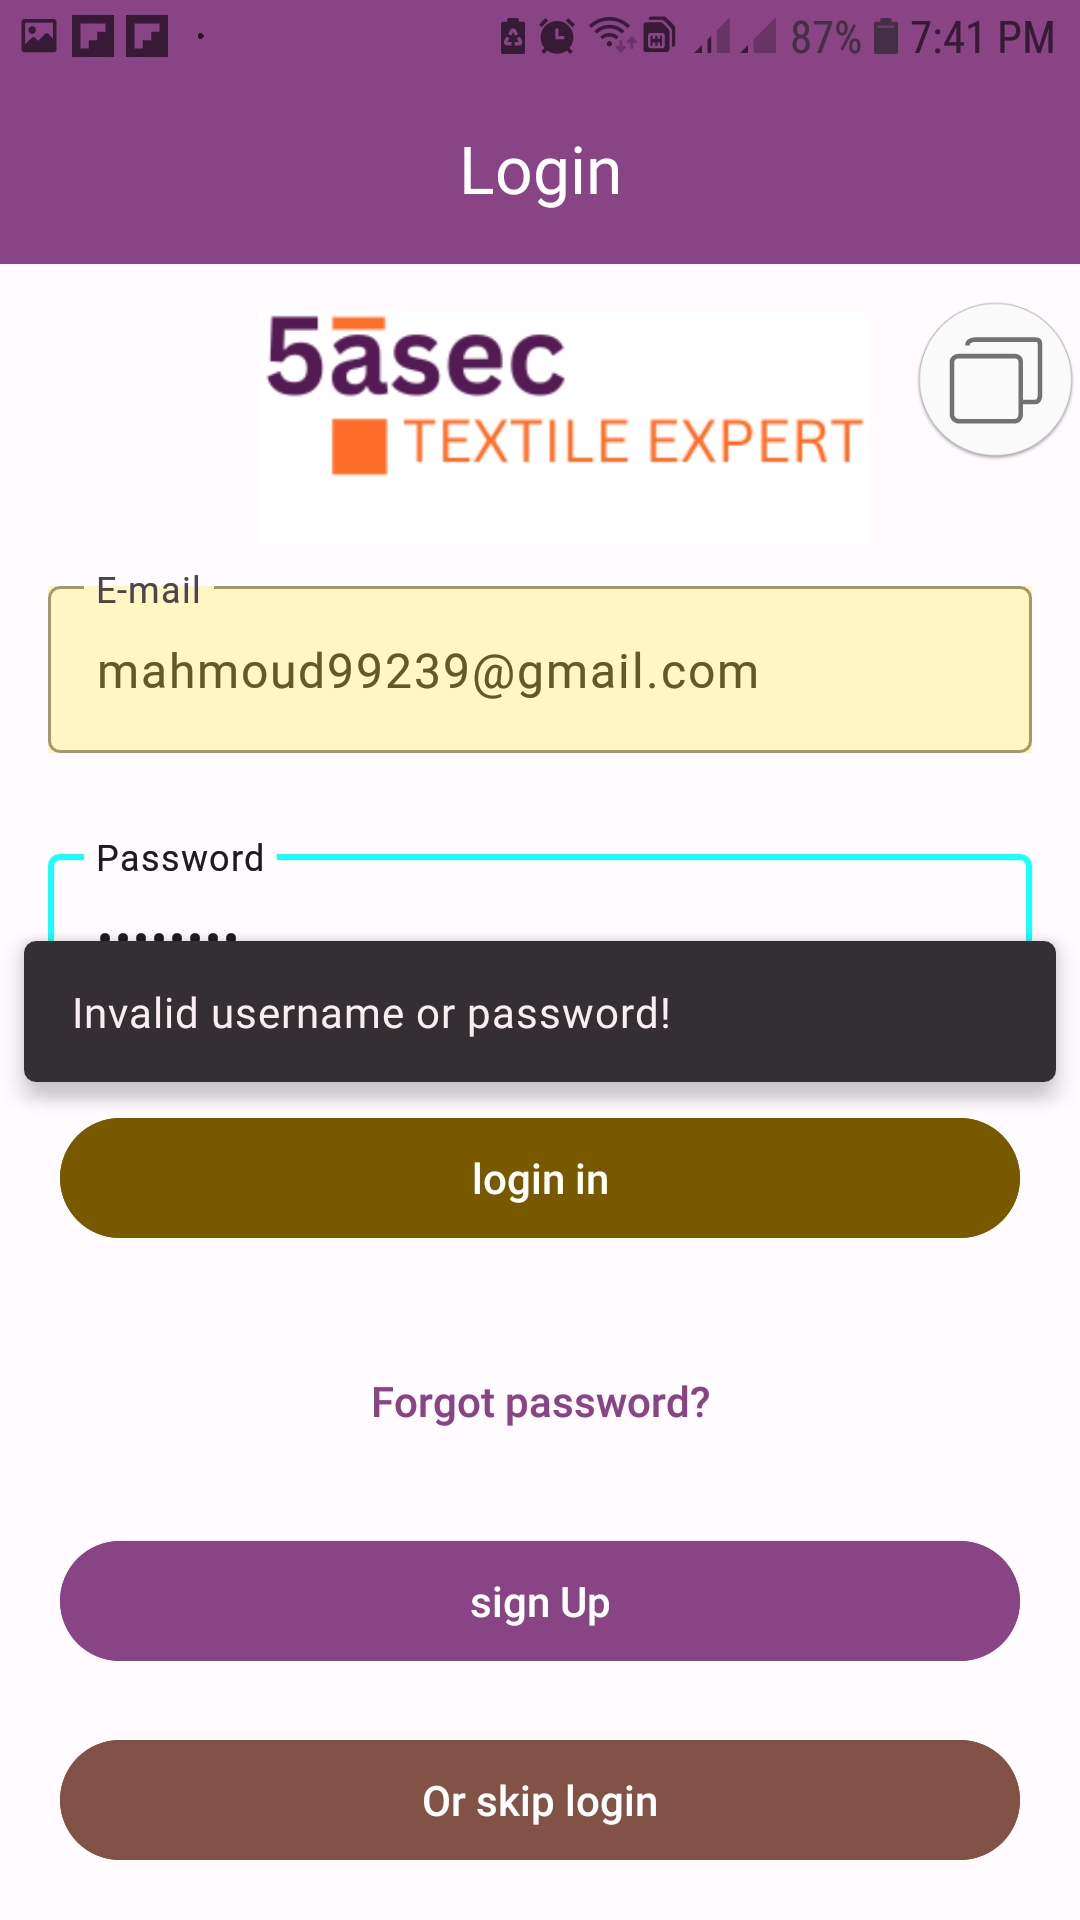 87% 7:41 PM
Login
5āsec
TEXTILE EXPERT
E-mail
mahmoud99239@gmail.com
Password
Invalid username or password!
login in
Forgot password?
sign Up
Or skip login